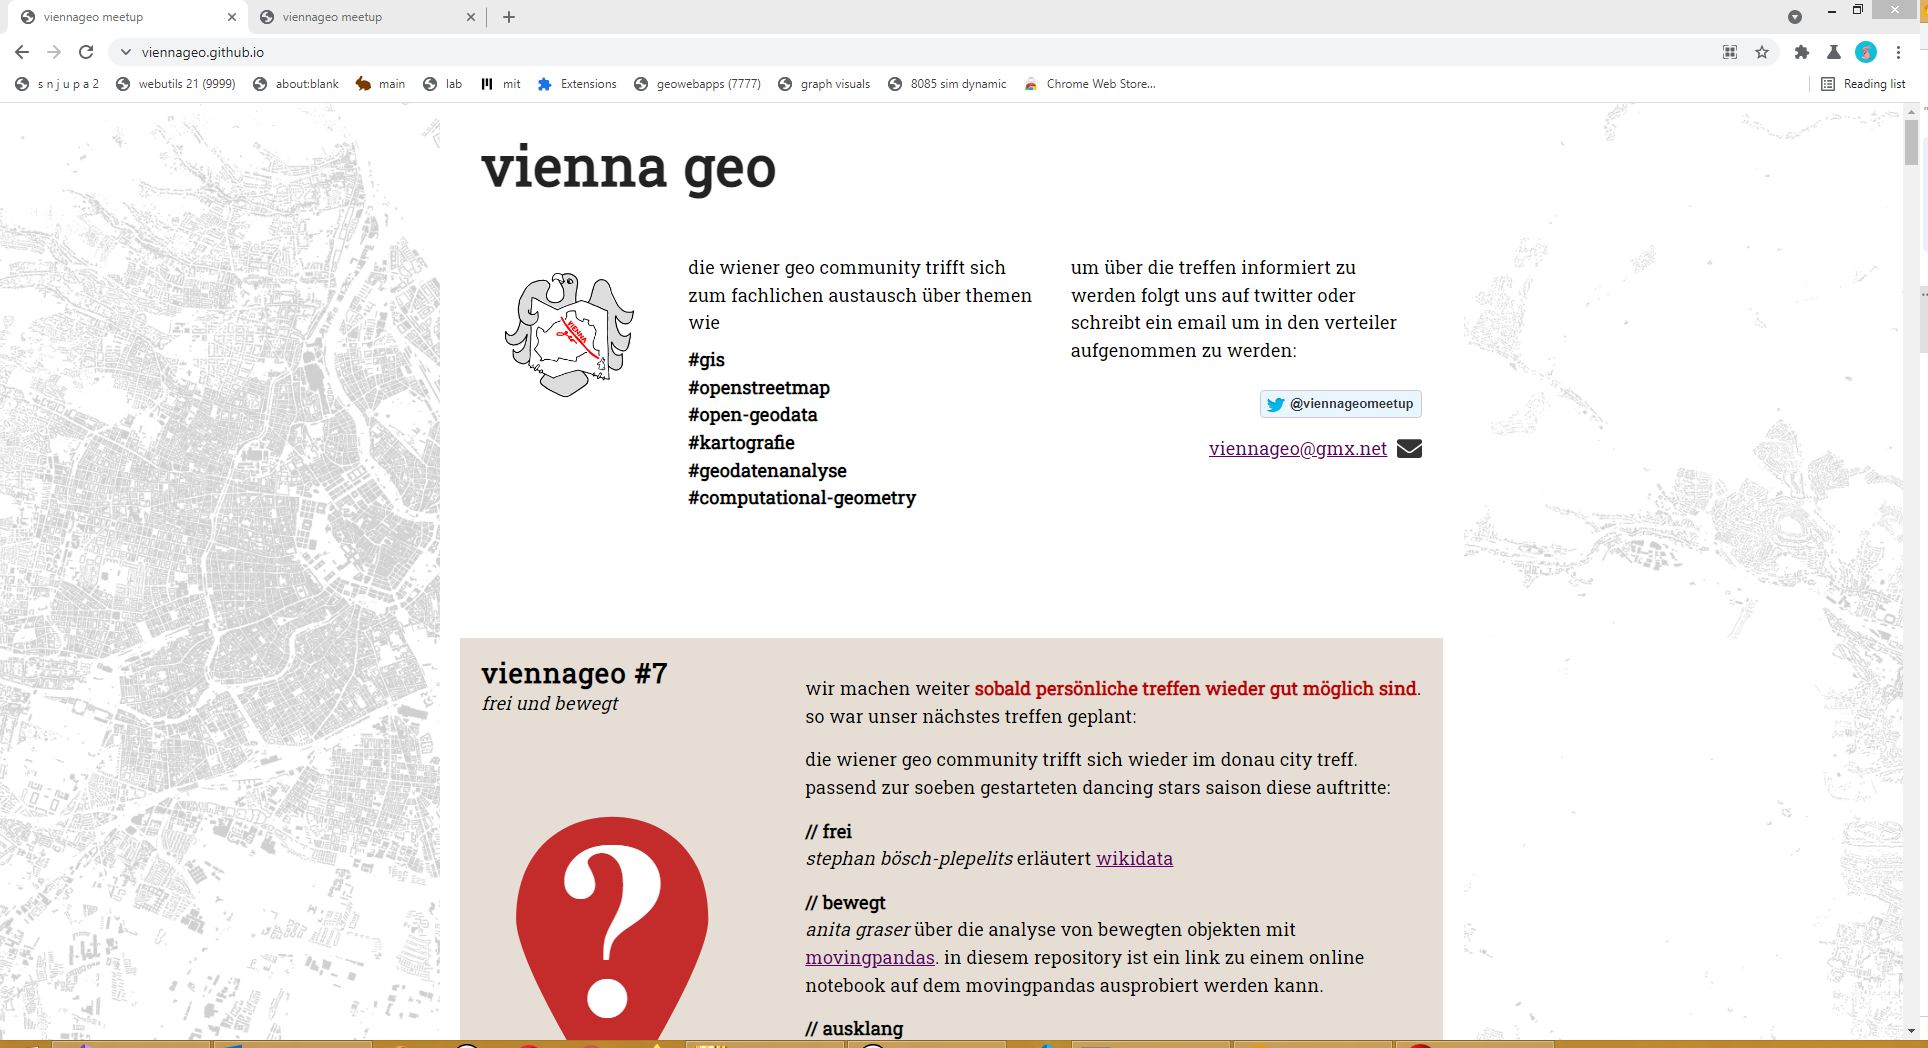 viennageo meetup
viennageo meetup
viennageo.github.io
s n j u p a 2
webutils 21 (9999)
about:blank
main
lab
mit
Extensions
geowebapps (7777)
graph visuals
8085 sim dynamic
Chrome Web Store...
Reading list
vienna geo
VIENNA
geo
die wiener geo community trifft sich
zum fachlichen austausch über themen
wie
#gis
#openstreetmap
#open-geodata
#kartografie
#geodatenanalyse
#computational-geometry
um über die treffen informiert zu
werden folgt uns auf twitter oder
schreibt ein email um in den verteiler
aufgenommen zu werden:
@viennageomeetup
viennageo@gmx.net
viennageo #7
frei und bewegt
?
wir machen weiter sobald persönliche treffen wieder gut möglich sind.
so war unser nächstes treffen geplant:
die wiener geo community trifft sich wieder im donau city treff.
passend zur soeben gestarteten dancing stars saison diese auftritte:
// frei
stephan bösch-plepelits erläutert wikidata
// bewegt
anita graser über die analyse von bewegten objekten mit
movingpandas. in diesem repository ist ein link zu einem online
notebook auf dem movingpandas ausprobiert werden kann.
// ausklang